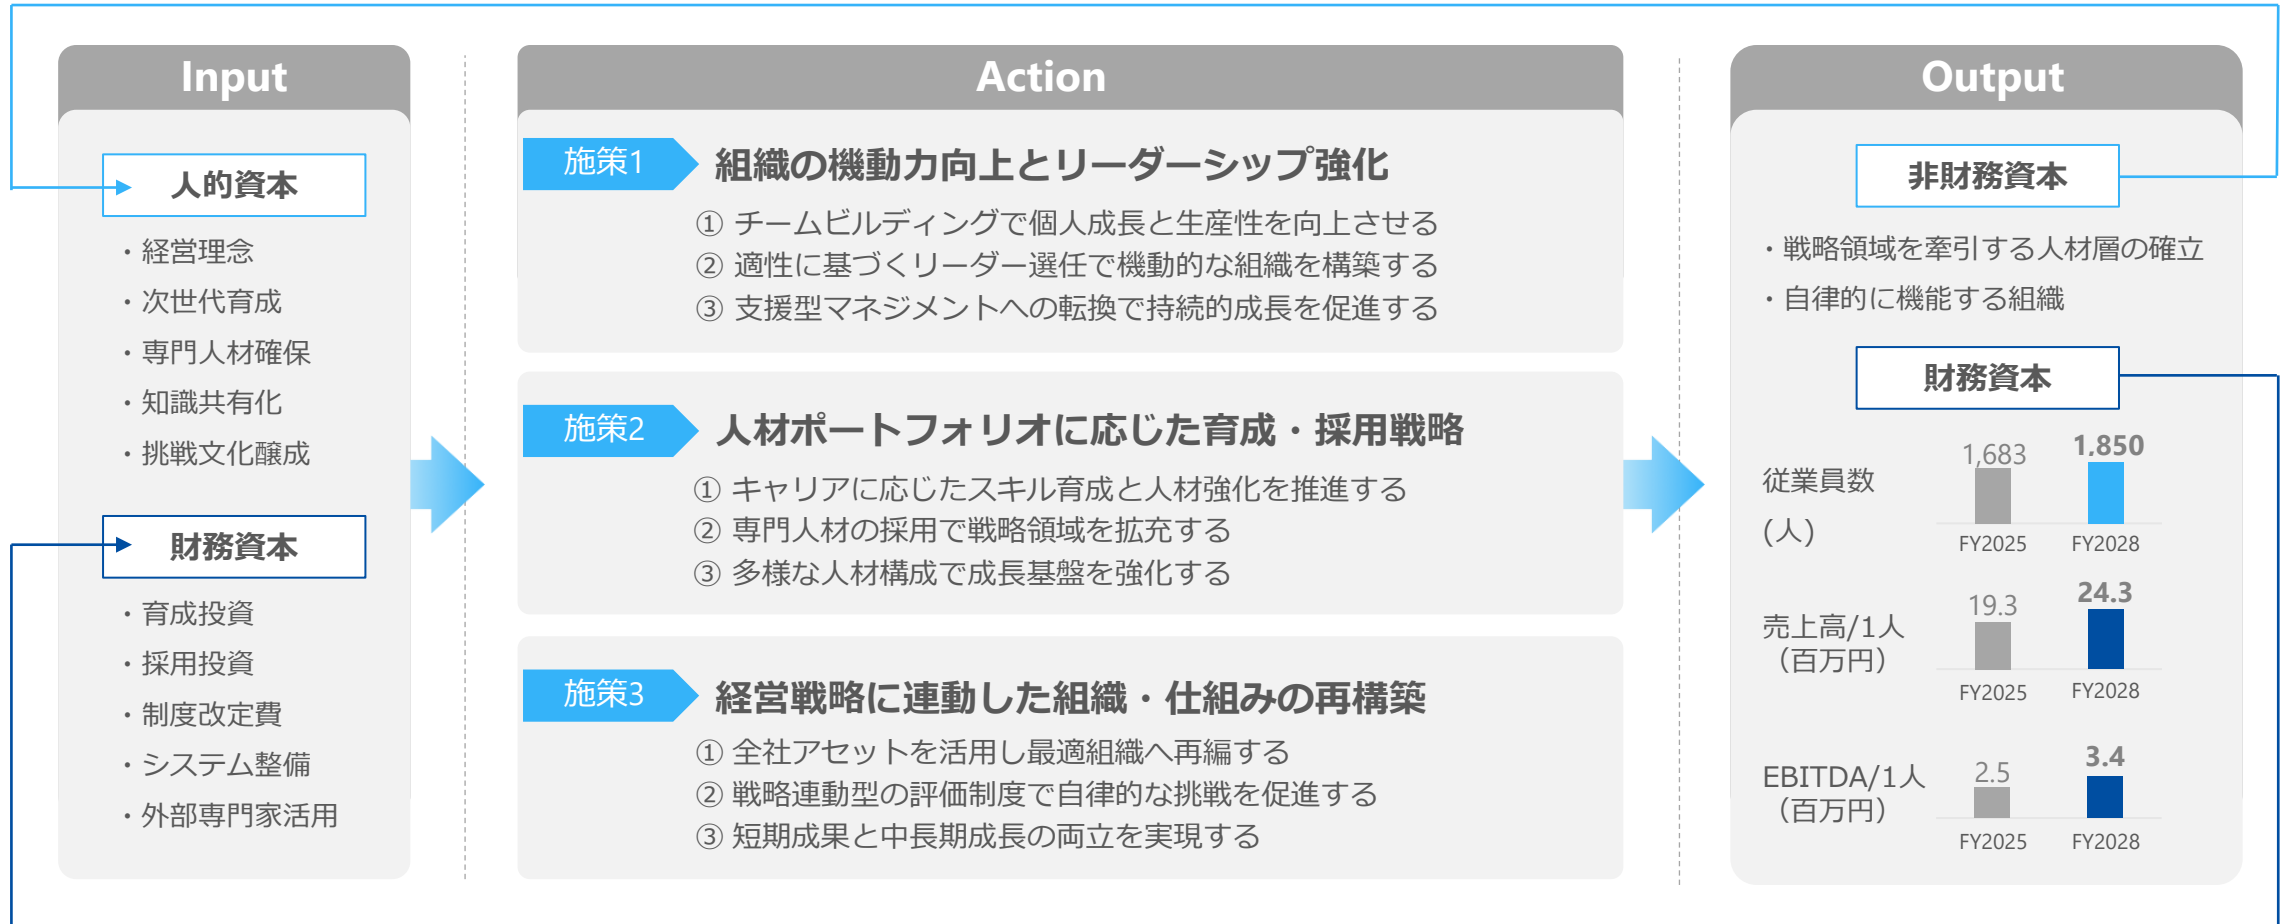 Input
人的資本
・経営理念
・次世代育成
・専門人材確保
・知識共有化
・挑戦文化醸成
財務資本
・育成投資
・採用投資
・制度改定費
・システム整備
・外部専門家活用
Action
施策1 組織の機動力向上とリーダーシップ強化
① チームビルディングで個人成長と生産性を向上させる
② 適性に基づくリーダー選任で機動的な組織を構築する
③ 支援型マネジメントへの転換で持続的成長を促進する
施策2 人材ポートフォリオに応じた育成・採用戦略
① キャリアに応じたスキル育成と人材強化を推進する
② 専門人材の採用で戦略領域を拡充する
③ 多様な人材構成で成長基盤を強化する
施策3 経営戦略に連動した組織・仕組みの再構築
① 全社アセットを活用し最適組織へ再編する
② 戦略連動型の評価制度で自律的な挑戦を促進する
③ 短期成果と中長期成長の両立を実現する
Output
非財務資本
・戦略領域を牽引する人材層の確立
・自律的に機能する組織
財務資本
従業員数
(人)
1,683 1,850
FY2025 FY2028
売上高/1人
（百万円）
19.3 24.3
FY2025 FY2028
EBITDA/1人
（百万円）
2.5 3.4
FY2025 FY2028